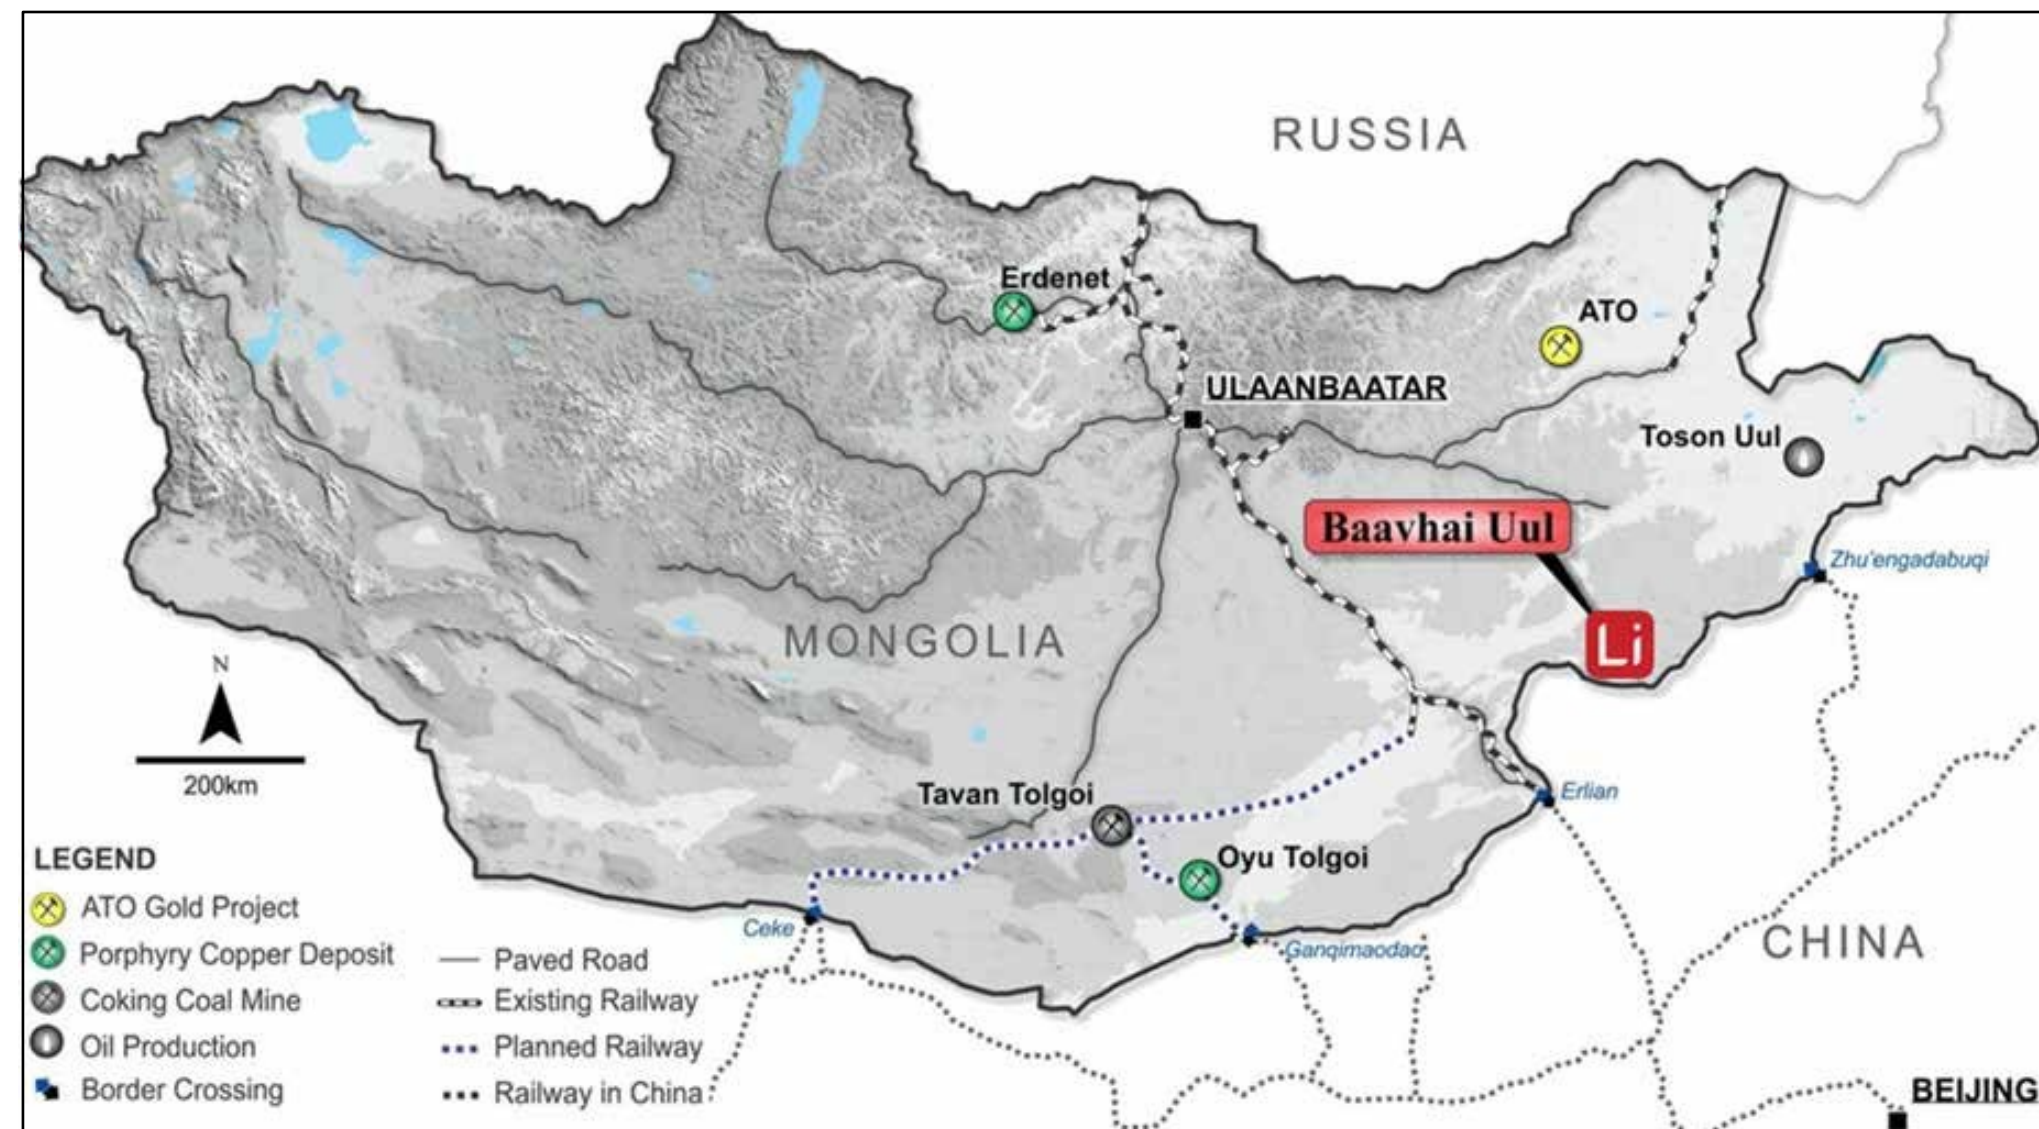 RUSSIA
Erdenet
ATO
ULAANBAATAR
Toson Uul
Baavhai Uul
Zhu'engadabuqi
Li
MONGOLIA
N
200km
Tavan Tolgoi
Erlian
Oyu Tolgoi
Ceke
Ganqimaodao
CHINA
LEGEND
ATO Gold Project
Porphyry Copper Deposit
Coking Coal Mine
Oil Production
Border Crossing
Paved Road
Existing Railway
Planned Railway
Railway in China
BEIJING